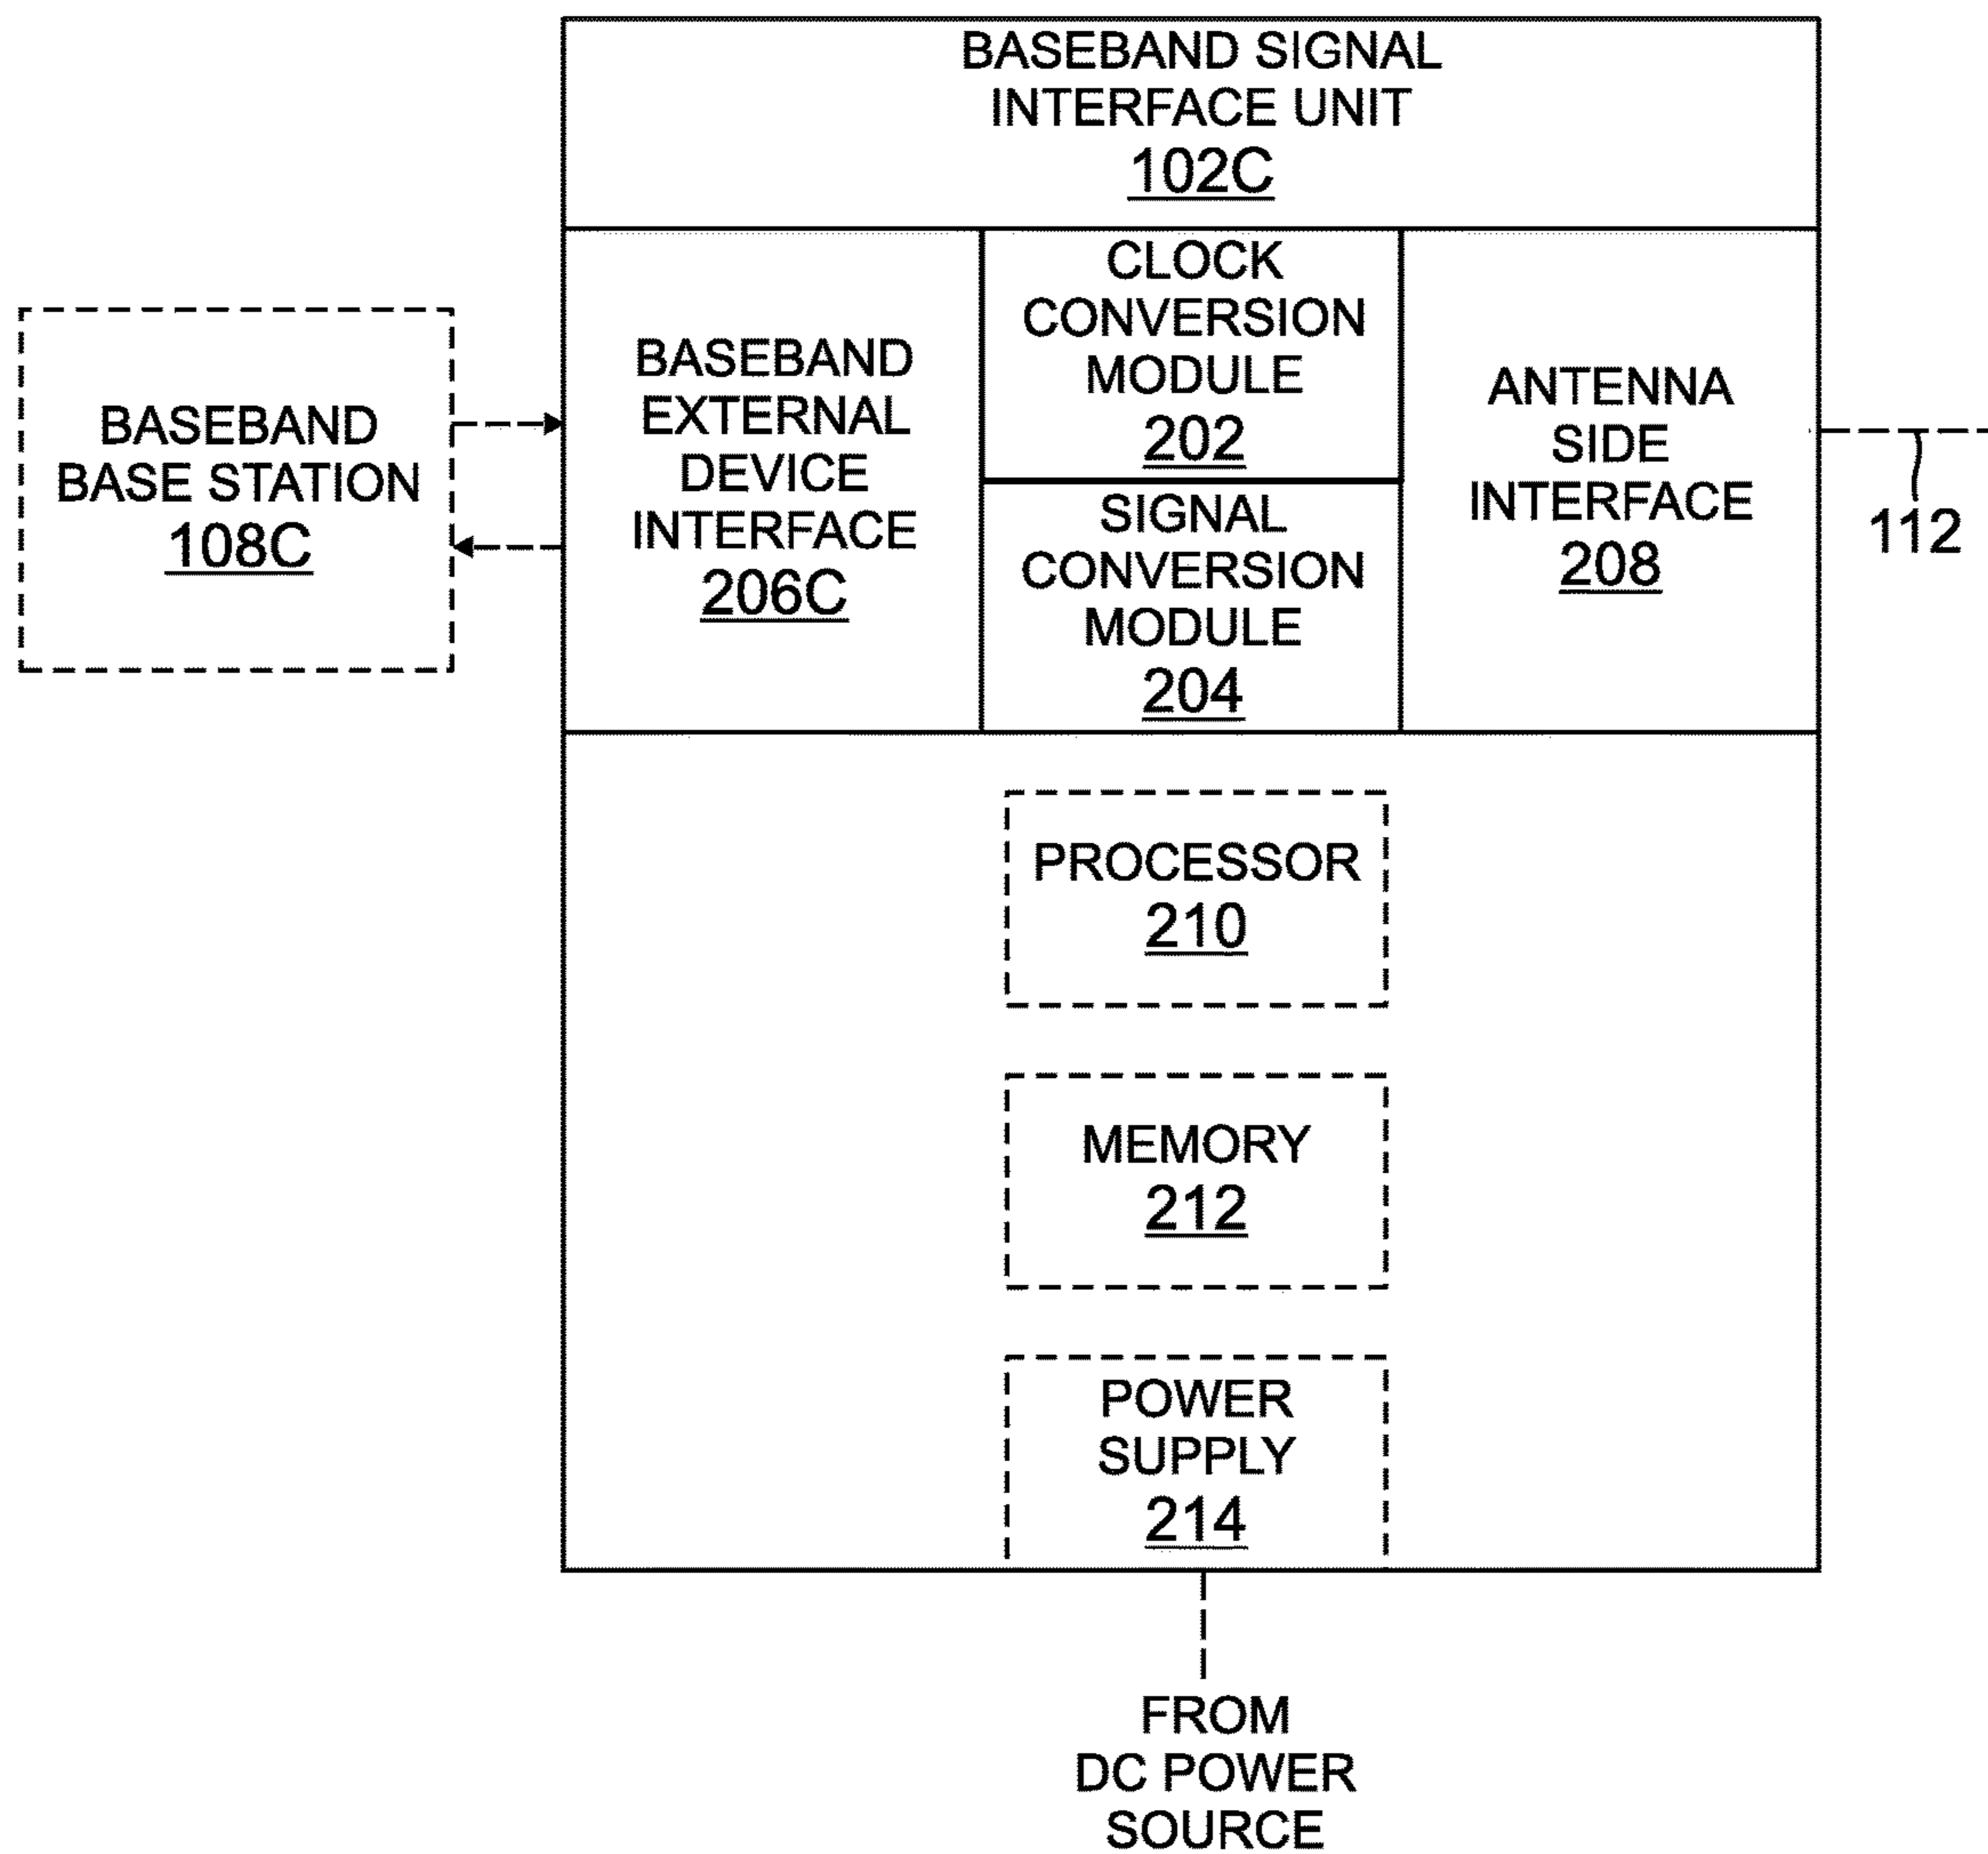 BASEBAND SIGNAL
INTERFACE UNIT
102C
BASEBAND
BASE STATION
108C
BASEBAND
EXTERNAL
DEVICE
INTERFACE
206C
CLOCK
CONVERSION
MODULE
202
SIGNAL
CONVERSION
MODULE
204
ANTENNA
SIDE
INTERFACE
208
112
PROCESSOR
210
MEMORY
212
POWER
SUPPLY
214
FROM
DC POWER
SOURCE